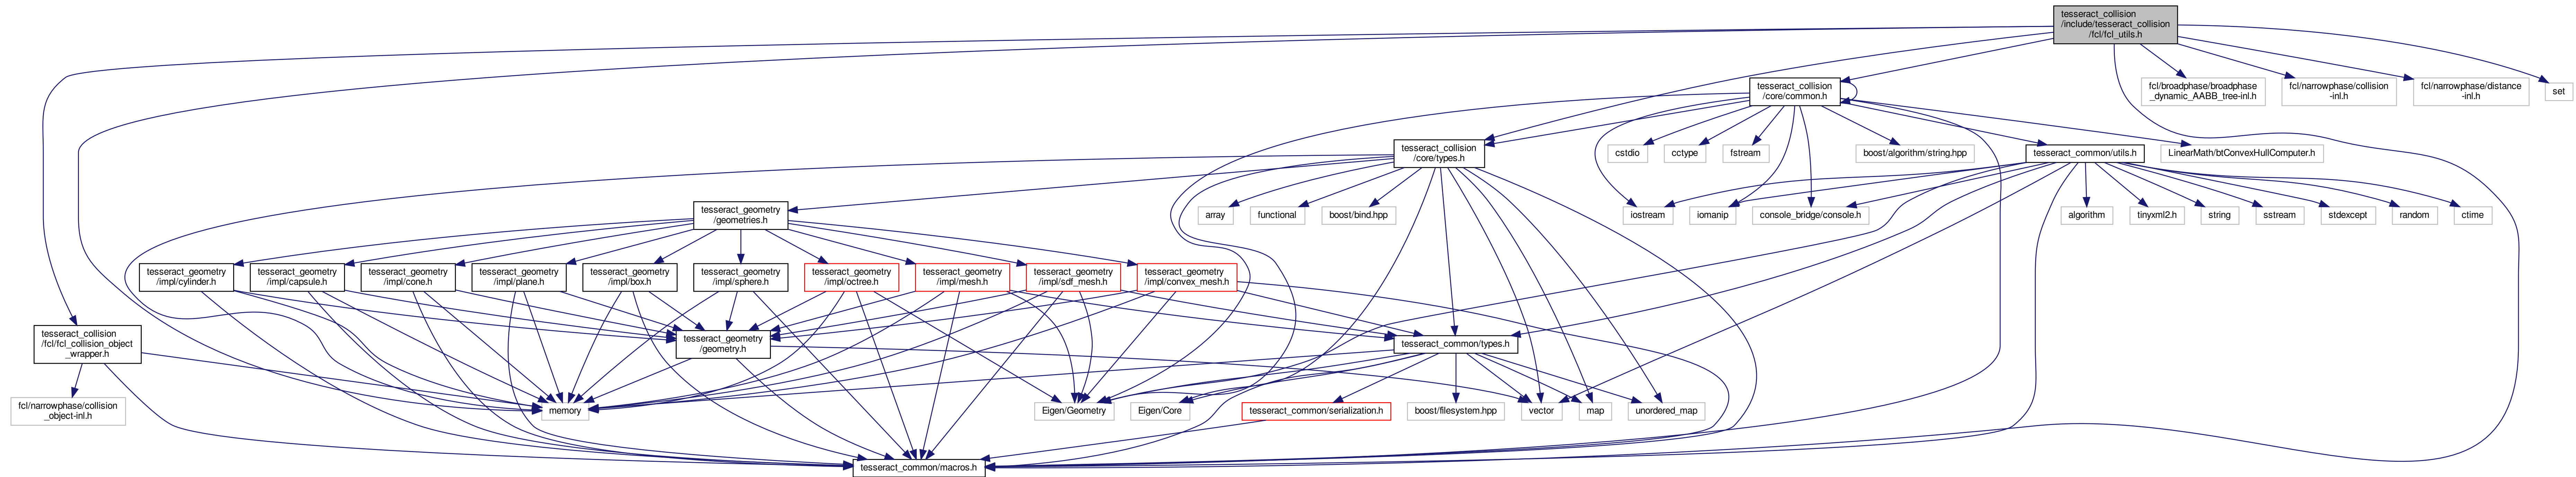 tesseract_collision
/include/tesseract_collision
/fcl/fcl_utils.h
tesseract_collision
/core/common.h
fcl/broadphase/broadphase
_dynamic_AABB_tree-inl.h
fcl/narrowphase/collision
-inl.h
fcl/narrowphase/distance
-inl.h
set
tesseract_collision
/core/types.h
cstdio
cctype
fstream
boost/algorithm/string.hpp
tesseract_common/utils.h
LinearMath/btConvexHullComputer.h
tesseract_geometry
/geometries.h
array
functional
boost/bind.hpp
iostream
iomanip
console_bridge/console.h
algorithm
tinyxml2.h
string
sstream
stdexcept
random
ctime
tesseract_geometry
/impl/cylinder.h
tesseract_geometry
/impl/capsule.h
tesseract_geometry
/impl/cone.h
tesseract_geometry
/impl/plane.h
tesseract_geometry
/impl/box.h
tesseract_geometry
/impl/sphere.h
tesseract_geometry
/impl/octree.h
tesseract_geometry
/impl/mesh.h
tesseract_geometry
/impl/sdf_mesh.h
tesseract_geometry
/impl/convex_mesh.h
tesseract_collision
/fcl/fcl_collision_object
_wrapper.h
tesseract_geometry
/geometry.h
tesseract_common/types.h
fcl/narrowphase/collision
_object-inl.h
memory
Eigen/Geometry
Eigen/Core
tesseract_common/serialization.h
boost/filesystem.hpp
vector
map
unordered_map
tesseract_common/macros.h